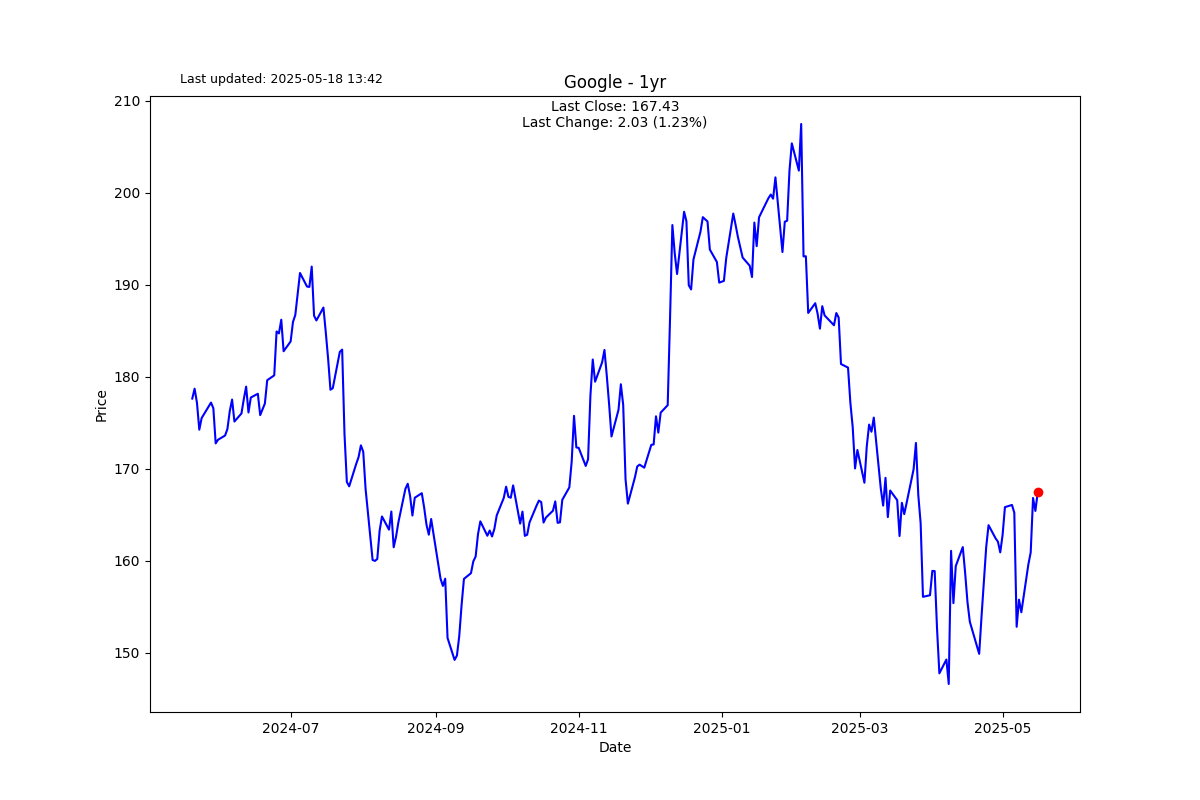 Last updated: 2025-05-18 13:42
Google - 1yr
Last Close: 167.43
Last Change: 2.03 (1.23%)
210
200
190
180
170
160
150
Price
2024-07
2024-09
2024-11
2025-01
2025-03
2025-05
Date